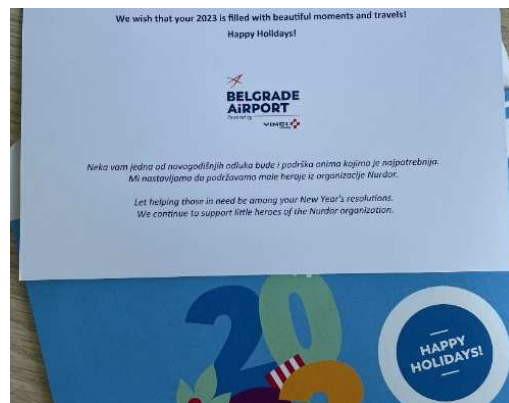 We wish that your 2023 is filled with beautiful moments and travels!
Happy Holidays!
BELGRADE
AiRPORT
Powered by
VINCI
Neka vam jedna od novogodišnjih odluka bude i podrška onima kojima je najpotrebnija.
Mi nastavljamo da podržavamo male heroje iz organizacije Nurdor.
Let helping those in need be among your New Year's resolutions.
We continue to support little heroes of the Nurdor organization.
20
HAPPY
HOLIDAYS!